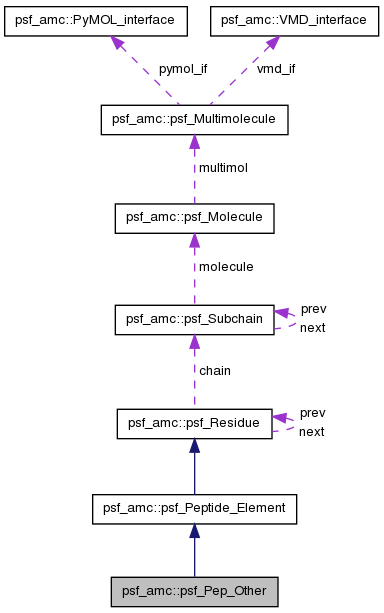 psf_amc::PyMOL_interface psf_amc::VMD_interface
pymol_if vmd_if
psf_amc::psf_Multimolecule
multimol
psf_amc::psf_Molecule
molecule
psf_amc::psf_Subchain
prev
next
chain
psf_amc::psf_Residue
prev
next
psf_amc::psf_Peptide_Element
psf_amc::psf_Pep_Other